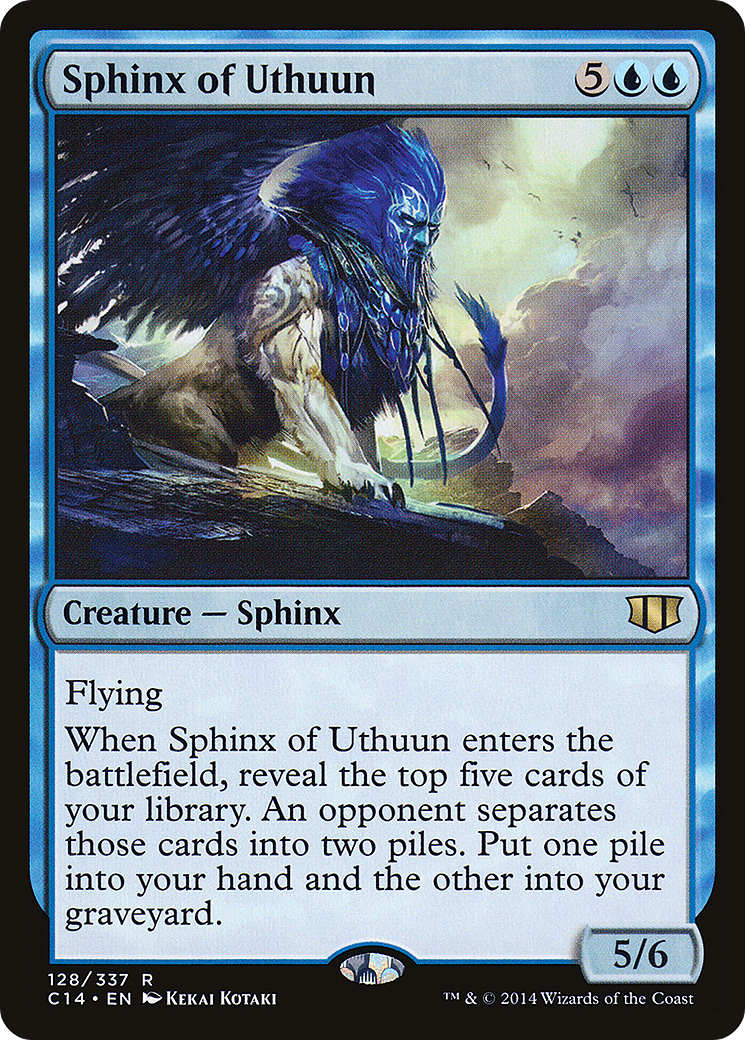 Sphinx of Uthuun 5
Creature — Sphinx
Flying
When Sphinx of Uthuun enters the
battlefield, reveal the top five cards of
your library. An opponent separates
those cards into two piles. Put one pile
into your hand and the other into your
graveyard.
5/6
128/337 R
C14 • EN Kekai Kotaki
™ & © 2014 Wizards of the Coast